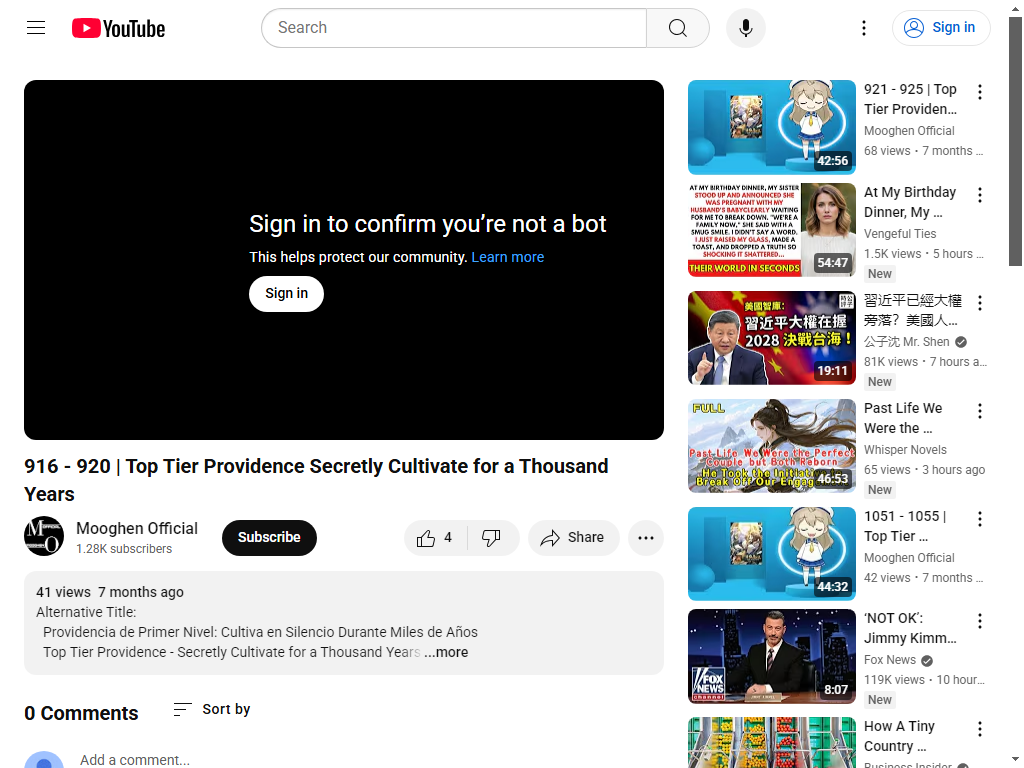 YouTube
Search
Sign in
Sign in to confirm you’re not a bot
This helps protect our community. Learn more
Sign in
916 - 920 | Top Tier Providence Secretly Cultivate for a Thousand
Years
Mooghen Official
1.28K subscribers
Subscribe
4
Share
41 views 7 months ago
Alternative Title:
Providencia de Primer Nivel: Cultiva en Silencio Durante Miles de Años
Top Tier Providence - Secretly Cultivate for a Thousand Years ...more
0 Comments
Sort by
Add a comment...
42:56
921 - 925 | Top
Tier Providen...
Mooghen Official
68 views • 7 months ...
AT MY BIRTHDAY DINNER, MY SISTER
STOOD UP AND ANNOUNCED SHE
WAS PREGNANT WITH MY
HUSBAND'S BABYCLEARLY WAITING
FOR ME TO BREAK DOWN. "WE'RE A
FAMILY NOW," SHE SAID WITH A
SMUG SMILE. I DIDN'T SAY A WORD.
I JUST RAISED MY GLASS, MADE A
TOAST, AND DROPPED A TRUTH SO
SHOCKING IT SHATTERED...
THEIR WORLD IN SECONDS
54:47
At My Birthday
Dinner, My ...
Vengeful Ties
1.5K views • 5 hours ...
New
美國智庫:
習近平大權在握
2028 決戰台海!
19:11
習近平已經大權
旁落？美國人...
公子沈 Mr. Shen
81K views • 7 hours a...
New
FULL
Past Life We Were the Perfect
Couple but Both Reborn
He Took the Initiative to
Break Off Our Engag
46:53
Past Life We
Were the ...
Whisper Novels
65 views • 3 hours ago
New
44:32
1051 - 1055 |
Top Tier ...
Mooghen Official
42 views • 7 months ...
FOX
NEWS
channel
8:07
‘NOT OK’:
Jimmy Kimm...
Fox News
119K views • 10 hour...
New
How A Tiny
Country ...
Business Insider